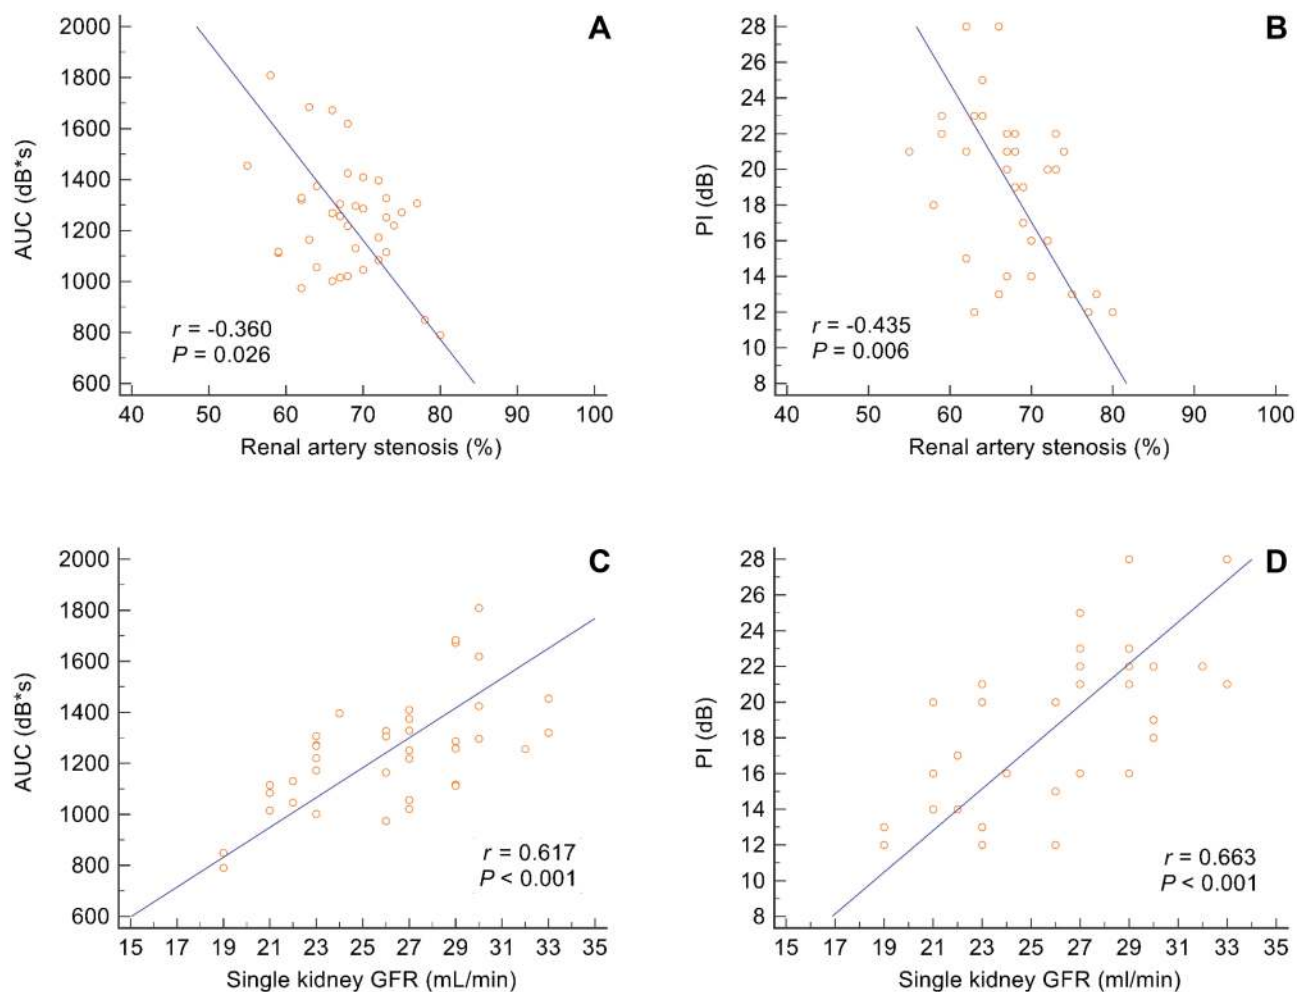 A
2000
1800
1600
1400
1200
1000
800
600
AUC (dB*s)
r = -0.360
P = 0.026
40 50 60 70 80 90 100
Renal artery stenosis (%)
B
28
26
24
22
20
18
16
14
12
10
8
PI (dB)
r = -0.435
P = 0.006
40 50 60 70 80 90 100
Renal artery stenosis (%)
C
2000
1800
1600
1400
1200
1000
800
600
AUC (dB*s)
r = 0.617
P < 0.001
15 17 19 21 23 25 27 29 31 33 35
Single kidney GFR (mL/min)
D
28
26
24
22
20
18
16
14
12
10
8
PI (dB)
r = 0.663
P < 0.001
15 17 19 21 23 25 27 29 31 33 35
Single kidney GFR (ml/min)